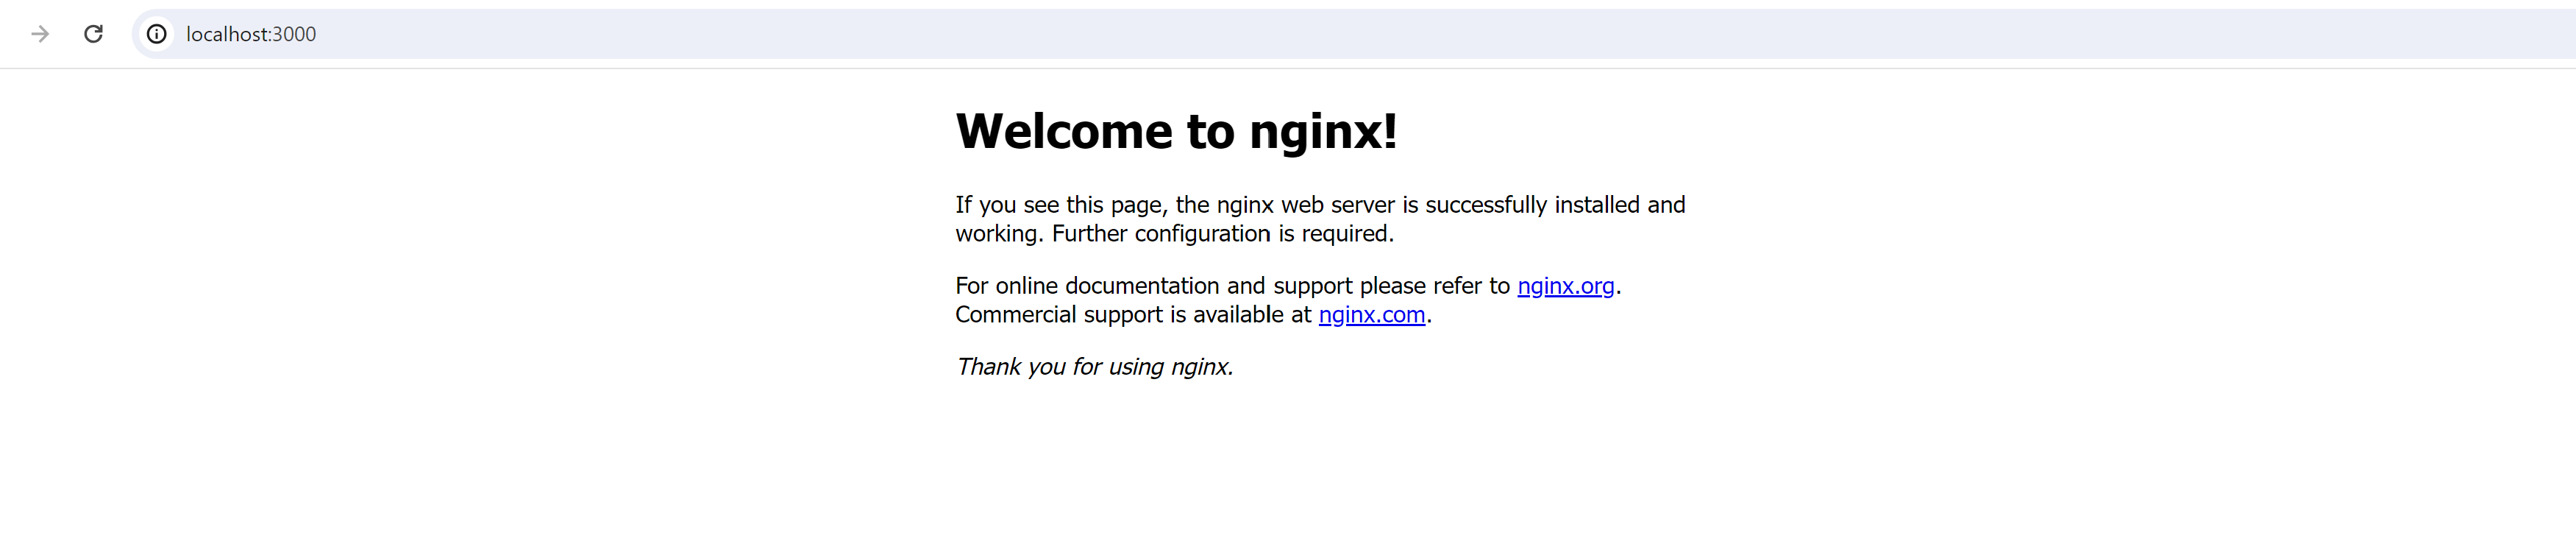 localhost:3000
Welcome to nginx!
If you see this page, the nginx web server is successfully installed and
working. Further configuration is required.
For online documentation and support please refer to nginx.org.
Commercial support is available at nginx.com.
Thank you for using nginx.